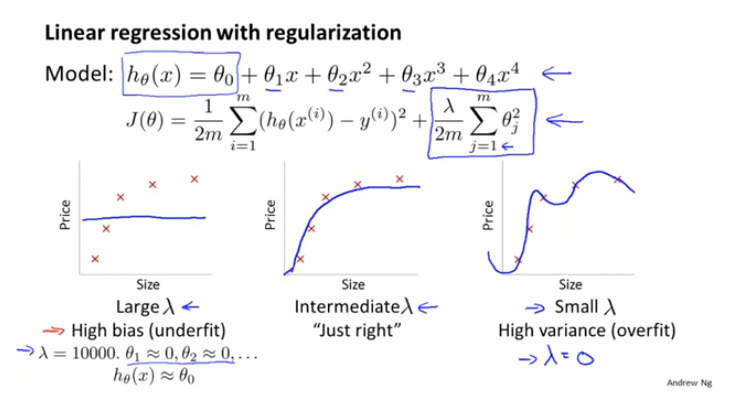 Linear regression with regularization
Model: hθ(x) = θ₀ + θ₁x + θ₂x² + θ₃x³ + θ₄x⁴ ←
J(θ) = 1/2m ∑_{i=1}^{m} (hθ(x⁽ⁱ⁾) − y⁽ⁱ⁾)² + λ/2m ∑_{j=1}^{m} θⱼ² ←
Price Price Price
Size Size Size
Large λ ← Intermediate λ ← → Small λ
→ High bias (underfit) "Just right" High variance (overfit)
→ λ = 10000. θ₁ ≈ 0, θ₂ ≈ 0, . . . → λ = 0
hθ(x) ≈ θ₀
Andrew Ng